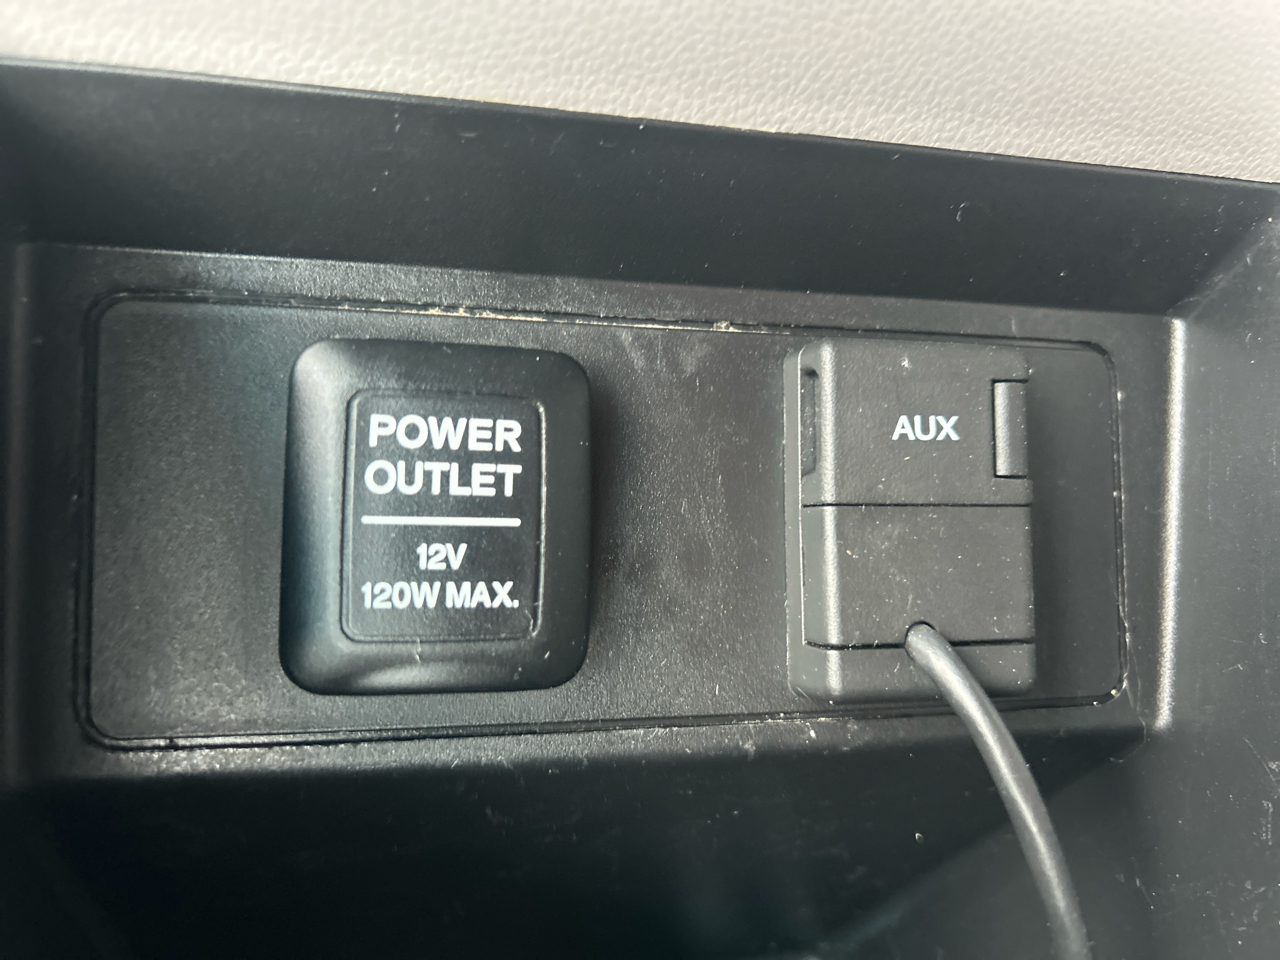 POWER
OUTLET
12V
120W MAX.
AUX